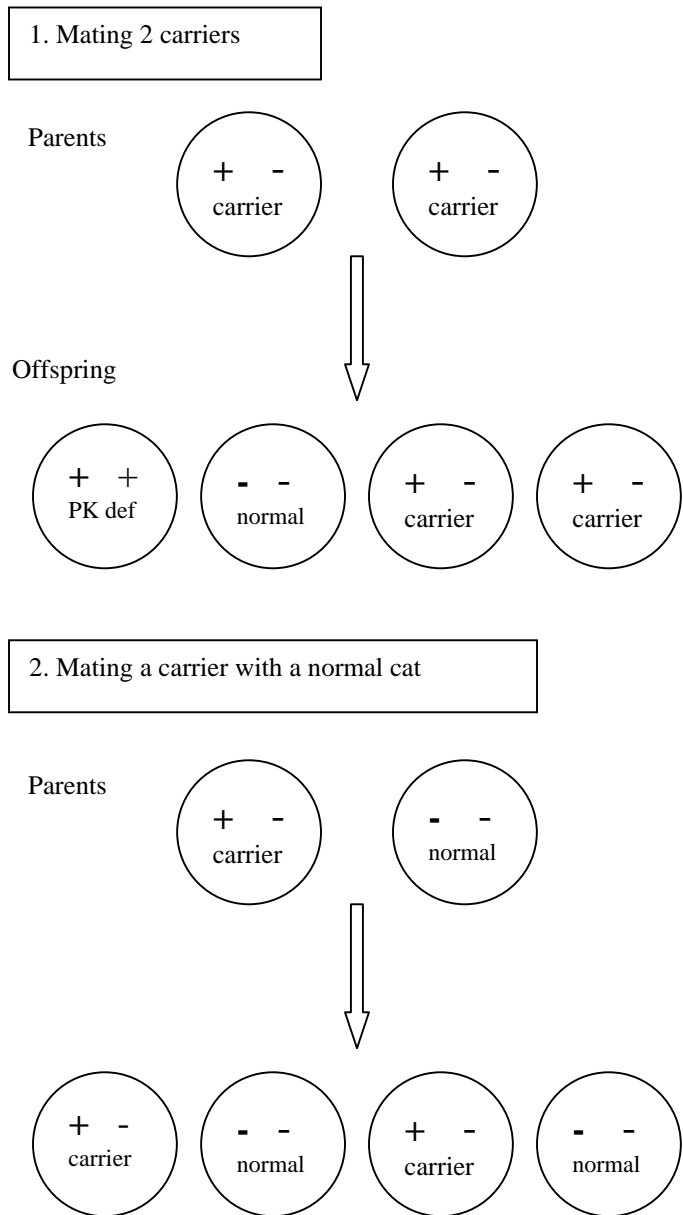 1. Mating 2 carriers
Parents
+ -
carrier
+ -
carrier
Offspring
+ +
PK def
- -
normal
+ -
carrier
+ -
carrier
2. Mating a carrier with a normal cat
Parents
+ -
carrier
- -
normal
+ -
carrier
- -
normal
+ -
carrier
- -
normal